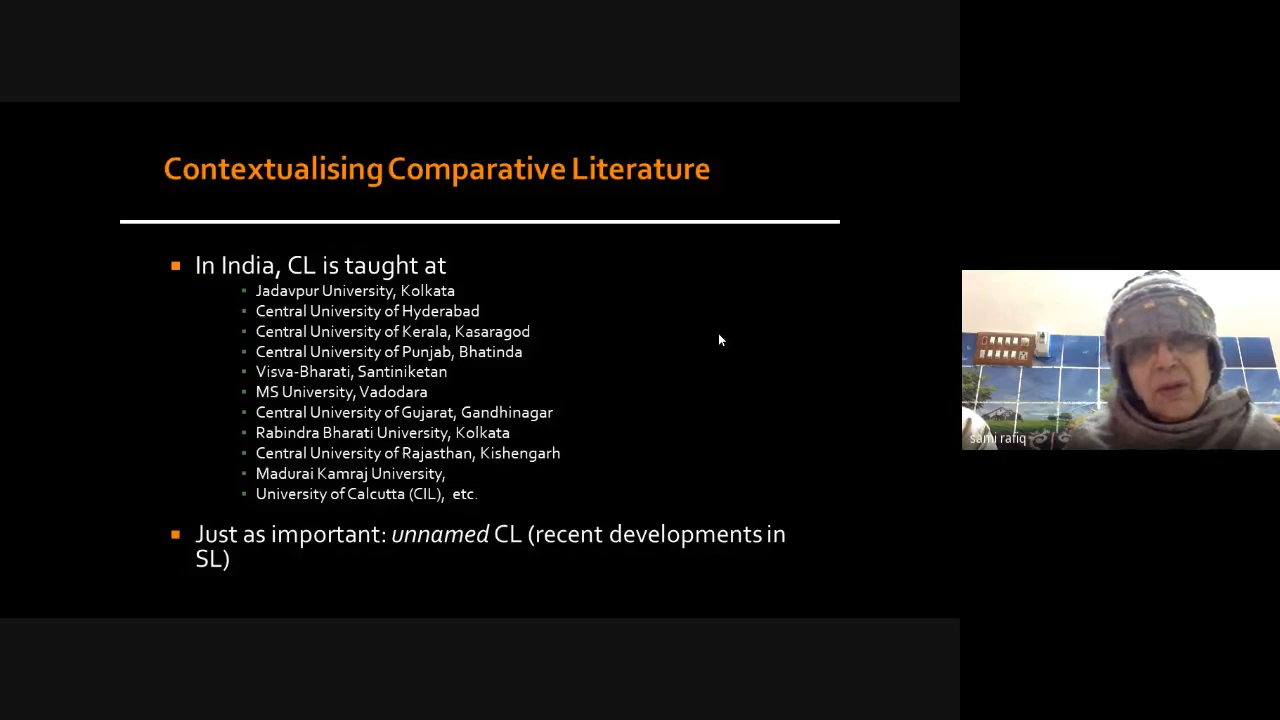 Contextualising Comparative Literature
In India, CL is taught at
Jadavpur University, Kolkata
Central University of Hyderabad
Central University of Kerala, Kasaragod
Central University of Punjab, Bhatinda
Visva-Bharati, Santiniketan
MS University, Vadodara
Central University of Gujarat, Gandhinagar
Rabindra Bharati University, Kolkata
Central University of Rajasthan, Kishengarh
Madurai Kamraj University,
University of Calcutta (CIL), etc.
Just as important: unnamed CL (recent developments in
SL)
sami rafiq